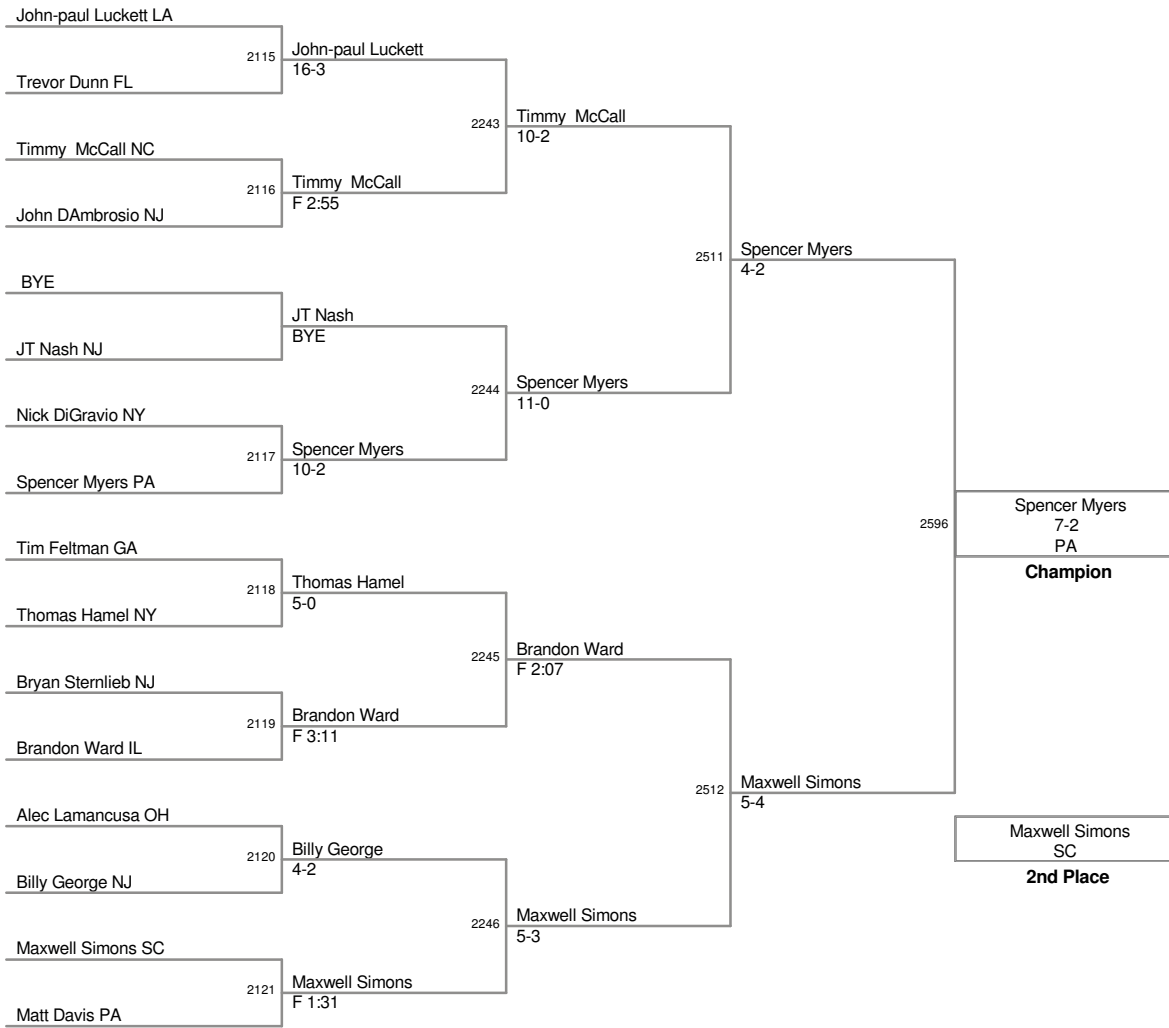 John-paul Luckett LA
2115
John-paul Luckett
16-3
Trevor Dunn FL
2243
Timmy  McCall
10-2
Timmy  McCall NC
2116
Timmy  McCall
F 2:55
John DAmbrosio NJ
2511
Spencer Myers
4-2
BYE
JT Nash
BYE
JT Nash NJ
2244
Spencer Myers
11-0
Nick DiGravio NY
2117
Spencer Myers
10-2
Spencer Myers PA
2596
Spencer Myers
7-2
PA
Champion
Tim Feltman GA
2118
Thomas Hamel
5-0
Thomas Hamel NY
2245
Brandon Ward
F 2:07
Bryan Sternlieb NJ
2119
Brandon Ward
F 3:11
Brandon Ward IL
2512
Maxwell Simons
5-4
Alec Lamancusa OH
2120
Billy George
4-2
Billy George NJ
Maxwell Simons
SC
2nd Place
2246
Maxwell Simons
5-3
Maxwell Simons SC
2121
Maxwell Simons
F 1:31
Matt Davis PA